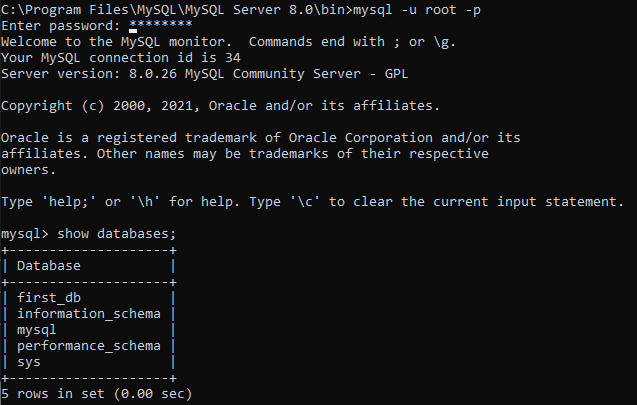 C:\Program Files\MySQL\MySQL Server 8.0\bin>mysql -u root -p
Enter password: ********
Welcome to the MySQL monitor.  Commands end with ; or \g.
Your MySQL connection id is 34
Server version: 8.0.26 MySQL Community Server - GPL
Copyright (c) 2000, 2021, Oracle and/or its affiliates.
Oracle is a registered trademark of Oracle Corporation and/or its
affiliates. Other names may be trademarks of their respective
owners.
Type 'help;' or '\h' for help. Type '\c' to clear the current input statement.
mysql> show databases;
+--------------------+
| Database           |
+--------------------+
| first_db           |
| information_schema |
| mysql              |
| performance_schema |
| sys                |
+--------------------+
5 rows in set (0.00 sec)